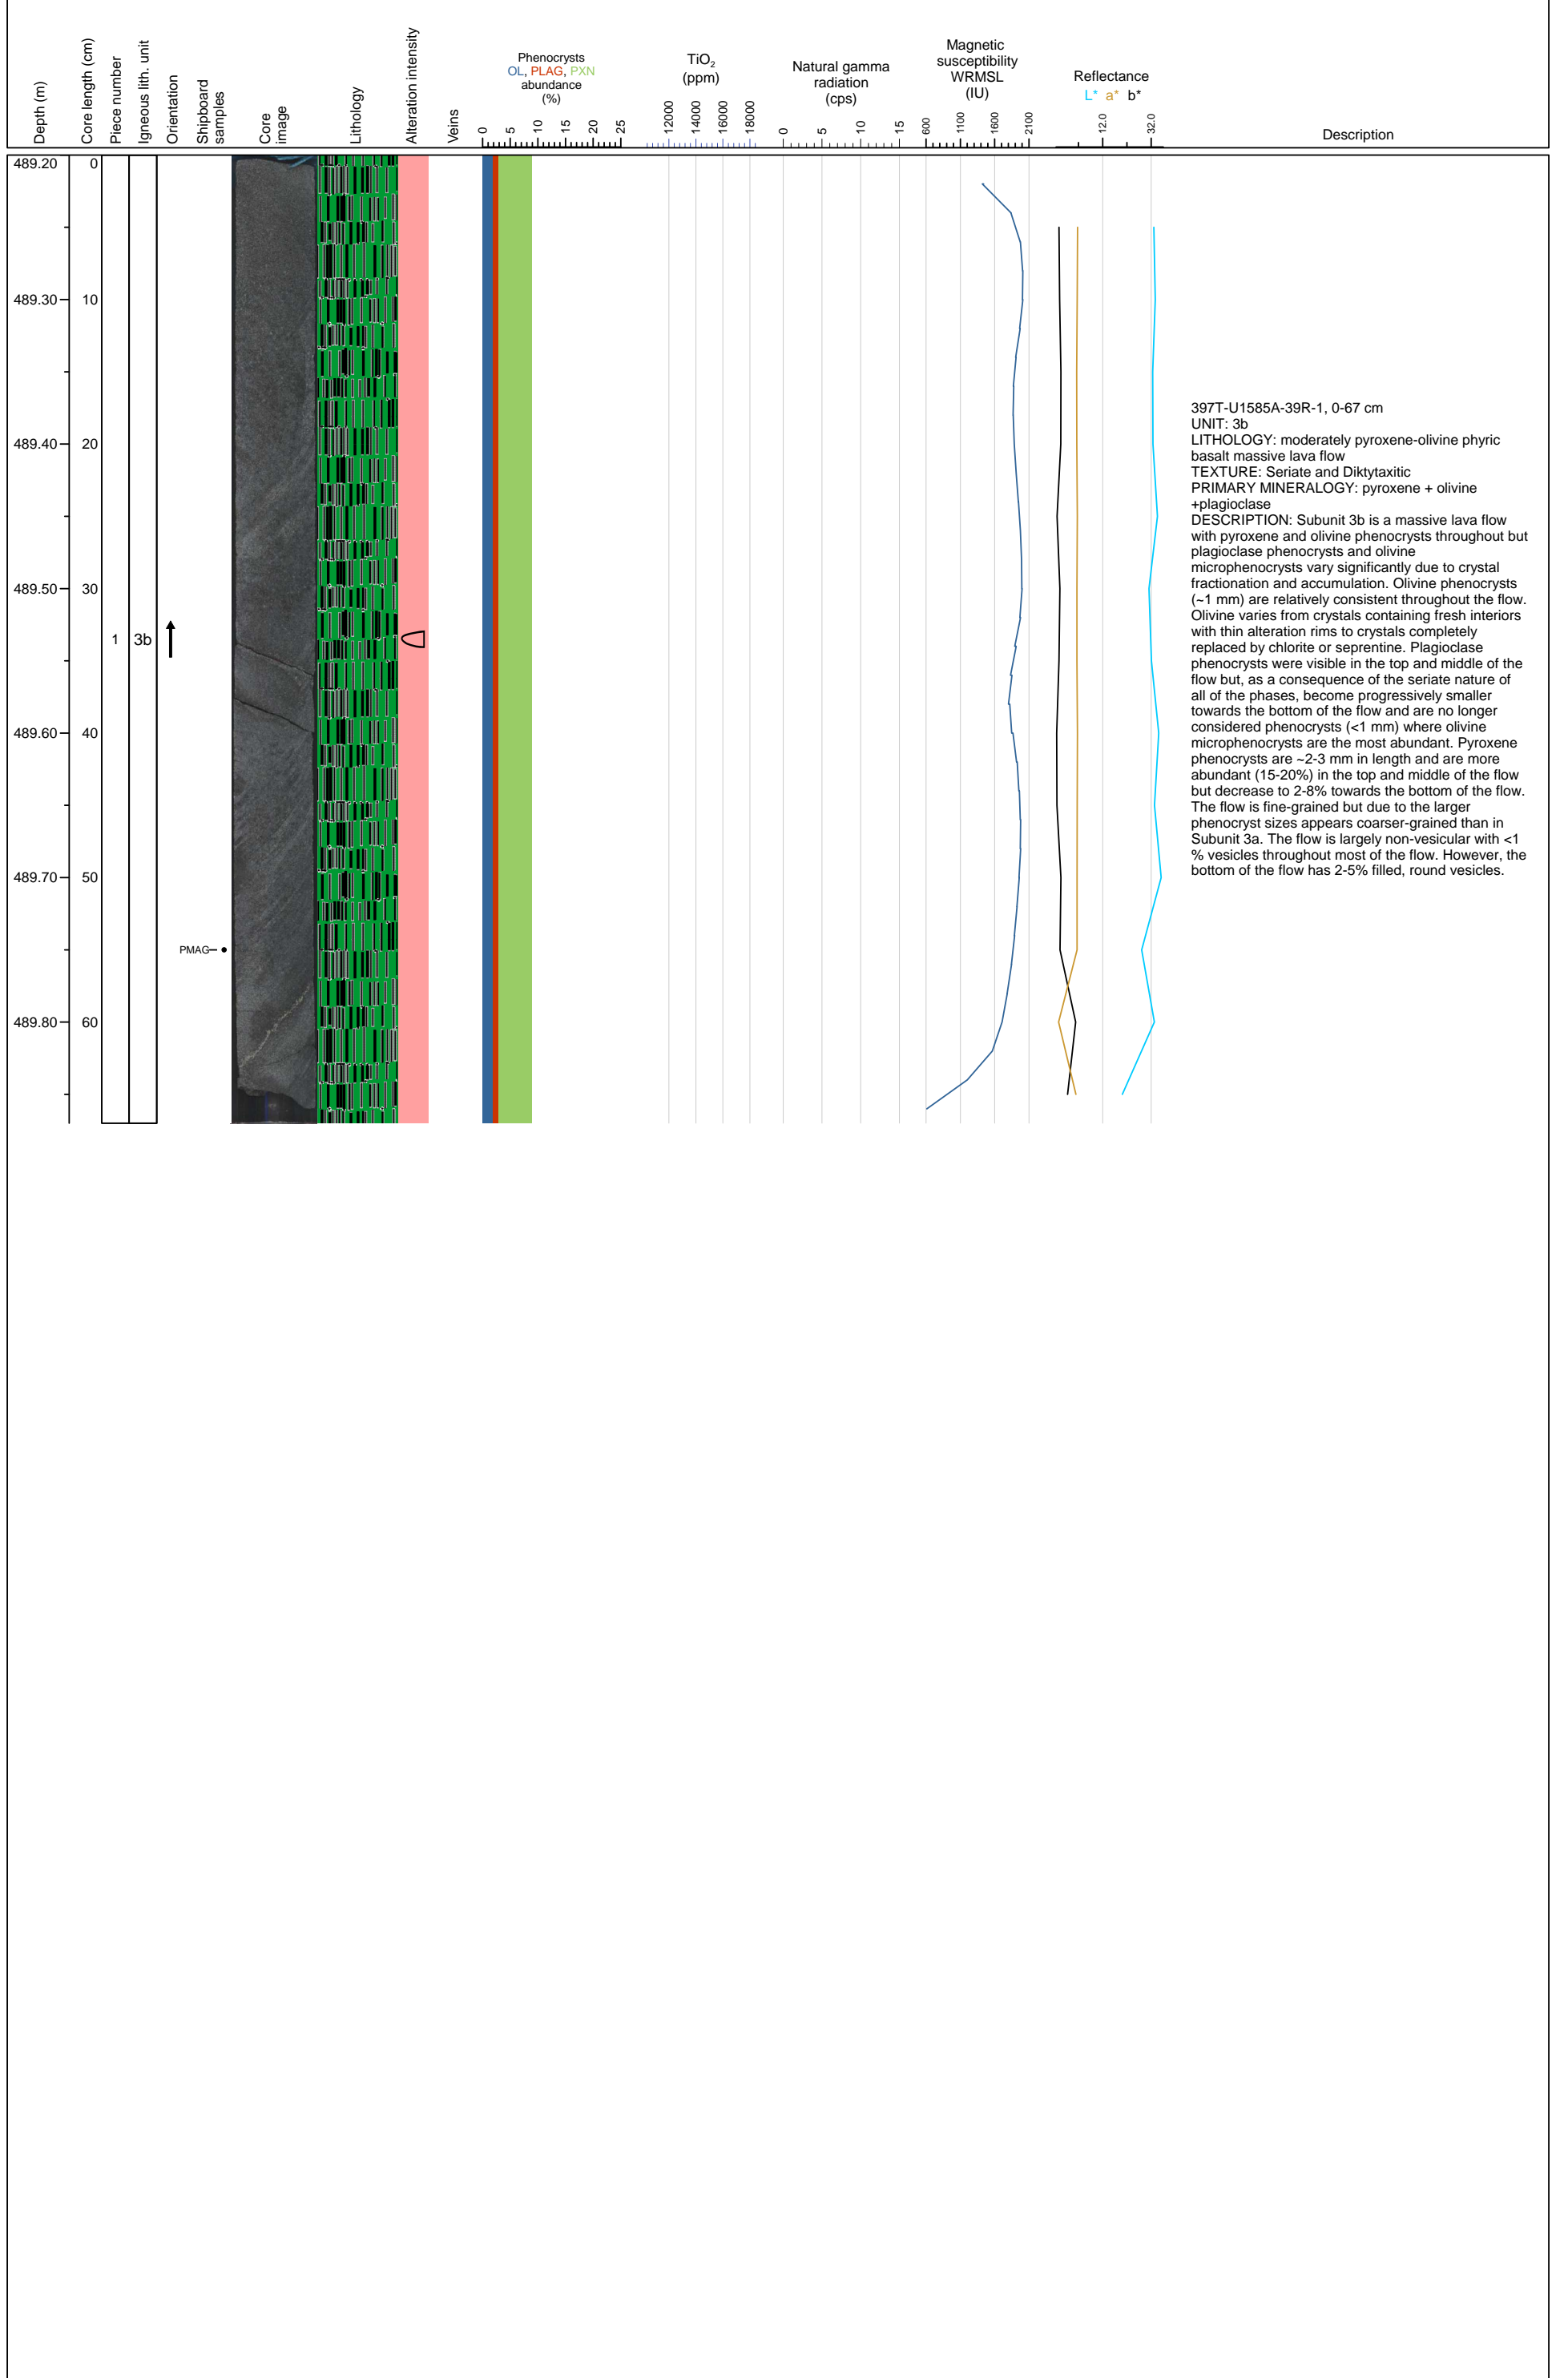 Depth (m)
Core length (cm)
Piece number
Igneous lith. unit
Orientation
Shipboard
samples
Core
image
Lithology
Alteration intensity
Veins
Phenocrysts
OL, PLAG, PXN
abundance
(%)
0 5 10 15 20 25
TiO2
(ppm)
12000 14000 16000 18000
Natural gamma
radiation
(cps)
0 5 10 15
Magnetic
susceptibility
WRMSL
(IU)
600 1100 1600 2100
Reflectance
L* a* b*
12.0 32.0
Description
489.20 0
489.30 10
489.40 20
489.50 30
1 3b
489.60 40
489.70 50
PMAG
489.80 60
397T-U1585A-39R-1, 0-67 cm
UNIT: 3b
LITHOLOGY: moderately pyroxene-olivine phyric
basalt massive lava flow
TEXTURE: Seriate and Diktytaxitic
PRIMARY MINERALOGY: pyroxene + olivine
+plagioclase
DESCRIPTION: Subunit 3b is a massive lava flow
with pyroxene and olivine phenocrysts throughout but
plagioclase phenocrysts and olivine
microphenocrysts vary significantly due to crystal
fractionation and accumulation. Olivine phenocrysts
(~1 mm) are relatively consistent throughout the flow.
Olivine varies from crystals containing fresh interiors
with thin alteration rims to crystals completely
replaced by chlorite or seprentine. Plagioclase
phenocrysts were visible in the top and middle of the
flow but, as a consequence of the seriate nature of
all of the phases, become progressively smaller
towards the bottom of the flow and are no longer
considered phenocrysts (<1 mm) where olivine
microphenocrysts are the most abundant. Pyroxene
phenocrysts are ~2-3 mm in length and are more
abundant (15-20%) in the top and middle of the flow
but decrease to 2-8% towards the bottom of the flow.
The flow is fine-grained but due to the larger
phenocryst sizes appears coarser-grained than in
Subunit 3a. The flow is largely non-vesicular with <1
% vesicles throughout most of the flow. However, the
bottom of the flow has 2-5% filled, round vesicles.